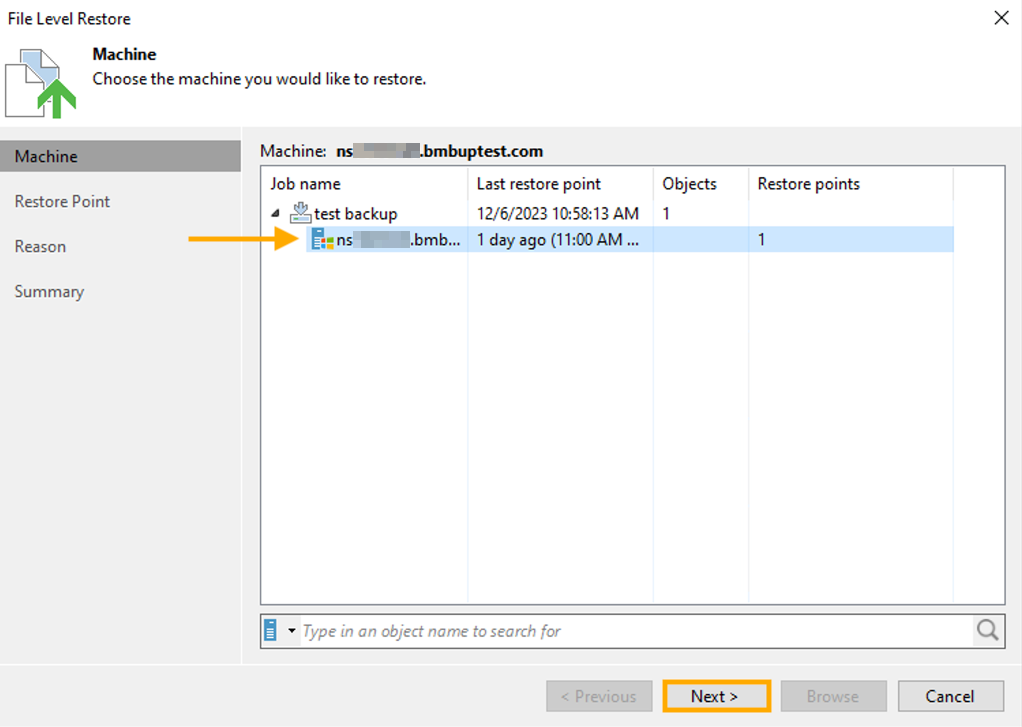 File Level Restore
Machine
Choose the machine you would like to restore.
Machine
Restore Point
Reason
Summary
Machine: ns .bmbuptest.com
Job name Last restore point Objects Restore points
test backup 12/6/2023 10:58:13 AM 1
ns .bmb... 1 day ago (11:00 AM ... 1
Type in an object name to search for
< Previous Next > Browse Cancel